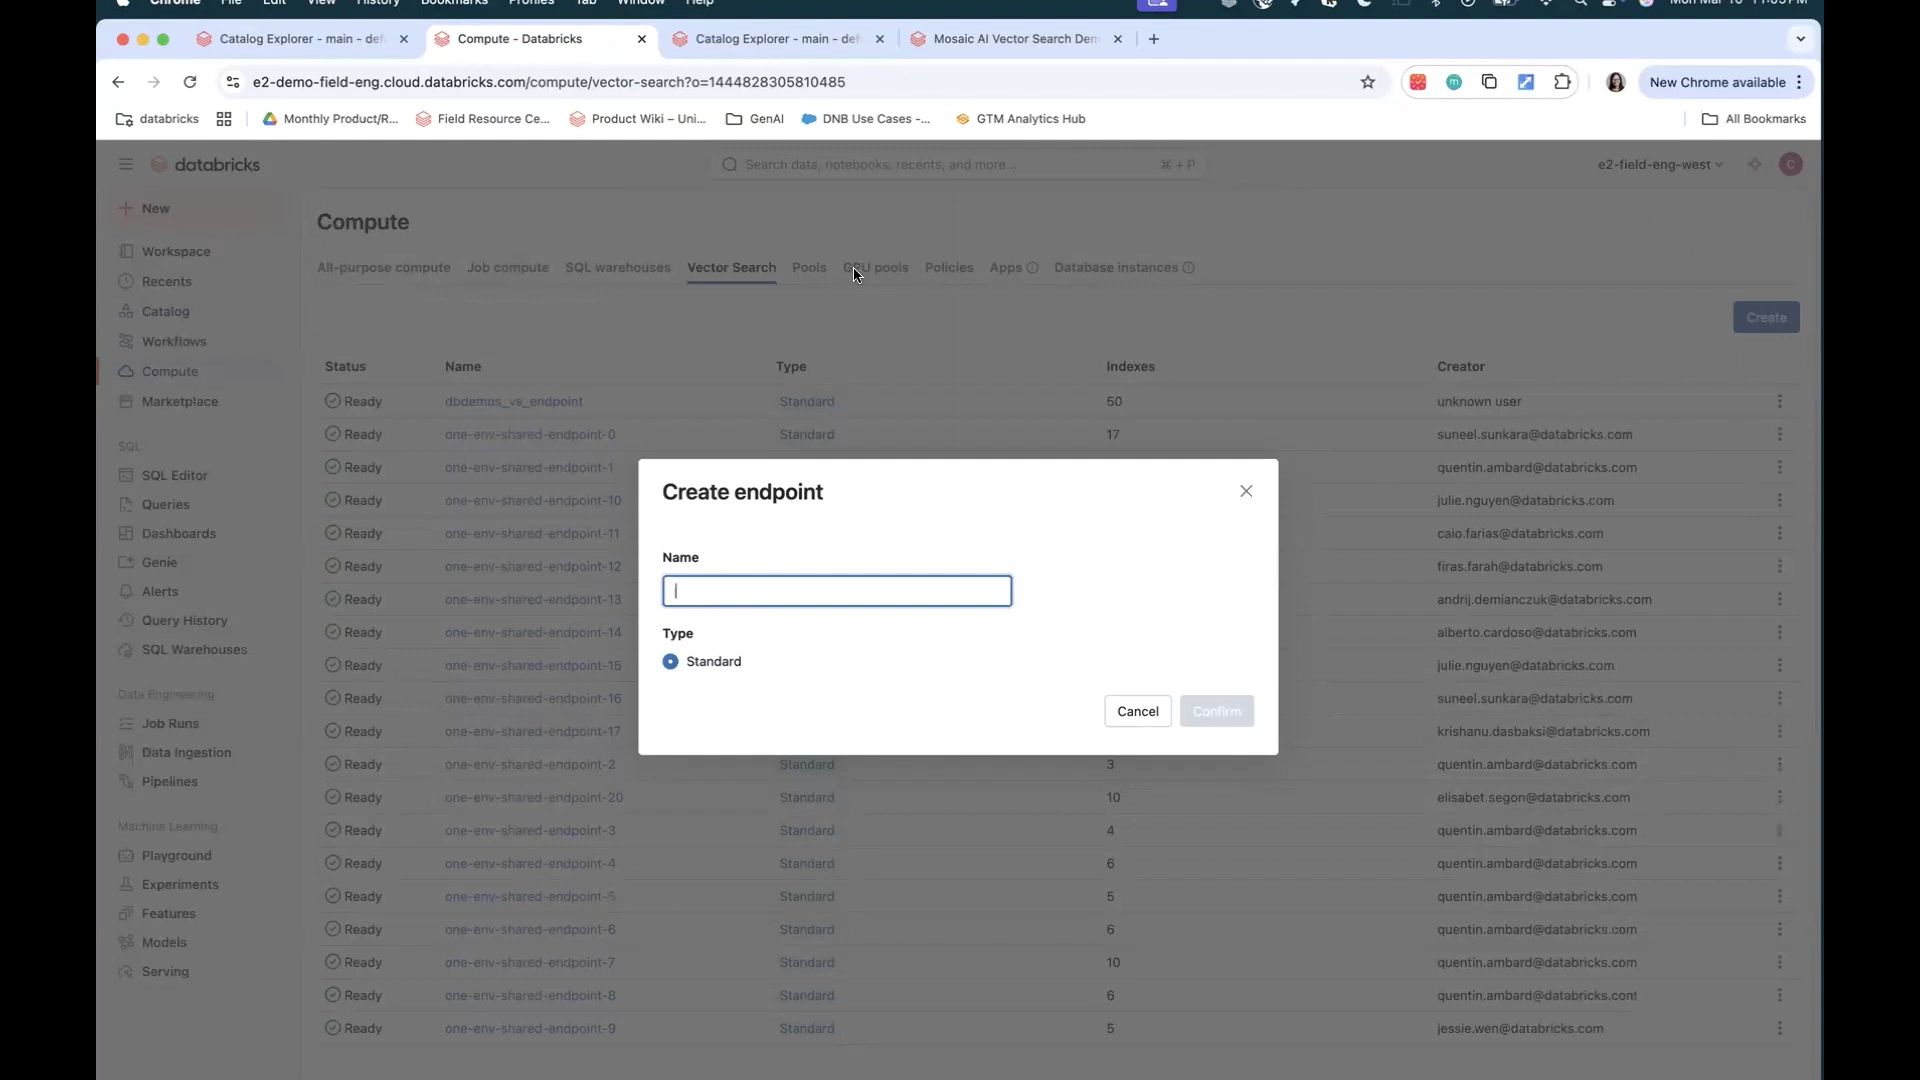 Chrome File Edit View History Bookmarks Profiles Tab Window Help
Catalog Explorer - main - def
Compute - Databricks
Catalog Explorer - main - def
Mosaic AI Vector Search Dem
e2-demo-field-eng.cloud.databricks.com/compute/vector-search?o=1444828305810485
New Chrome available
databricks
Monthly Product/R...
Field Resource Ce...
Product Wiki – Uni...
GenAI
DNB Use Cases -...
GTM Analytics Hub
All Bookmarks
databricks
Search data, notebooks, recents, and more...
⌘ + P
e2-field-eng-west
C
New
Workspace
Recents
Catalog
Workflows
Compute
Marketplace
SQL
SQL Editor
Queries
Dashboards
Genie
Alerts
Query History
SQL Warehouses
Data Engineering
Job Runs
Data Ingestion
Pipelines
Machine Learning
Playground
Experiments
Features
Models
Serving
Compute
All-purpose compute Job compute SQL warehouses Vector Search Pools GPU pools Policies Apps Database instances
Create
Status Name Type Indexes Creator
Ready dbdemos_vs_endpoint Standard 50 unknown user
Ready one-env-shared-endpoint-0 Standard 17 suneel.sunkara@databricks.com
Ready one-env-shared-endpoint-1 quentin.ambard@databricks.com
Ready one-env-shared-endpoint-10 julie.nguyen@databricks.com
Ready one-env-shared-endpoint-11 caio.farias@databricks.com
Ready one-env-shared-endpoint-12 firas.farah@databricks.com
Ready one-env-shared-endpoint-13 andrij.demianczuk@databricks.com
Ready one-env-shared-endpoint-14 alberto.cardoso@databricks.com
Ready one-env-shared-endpoint-15 julie.nguyen@databricks.com
Ready one-env-shared-endpoint-16 suneel.sunkara@databricks.com
Ready one-env-shared-endpoint-17 krishanu.dasbaksi@databricks.com
Ready one-env-shared-endpoint-2 Standard 3 quentin.ambard@databricks.com
Ready one-env-shared-endpoint-20 Standard 10 elisabet.segon@databricks.com
Ready one-env-shared-endpoint-3 Standard 4 quentin.ambard@databricks.com
Ready one-env-shared-endpoint-4 Standard 6 quentin.ambard@databricks.com
Ready one-env-shared-endpoint-5 Standard 5 quentin.ambard@databricks.com
Ready one-env-shared-endpoint-6 Standard 6 quentin.ambard@databricks.com
Ready one-env-shared-endpoint-7 Standard 10 quentin.ambard@databricks.com
Ready one-env-shared-endpoint-8 Standard 6 quentin.ambard@databricks.com
Ready one-env-shared-endpoint-9 Standard 5 jessie.wen@databricks.com
Create endpoint
Name
Type
Standard
Cancel
Confirm